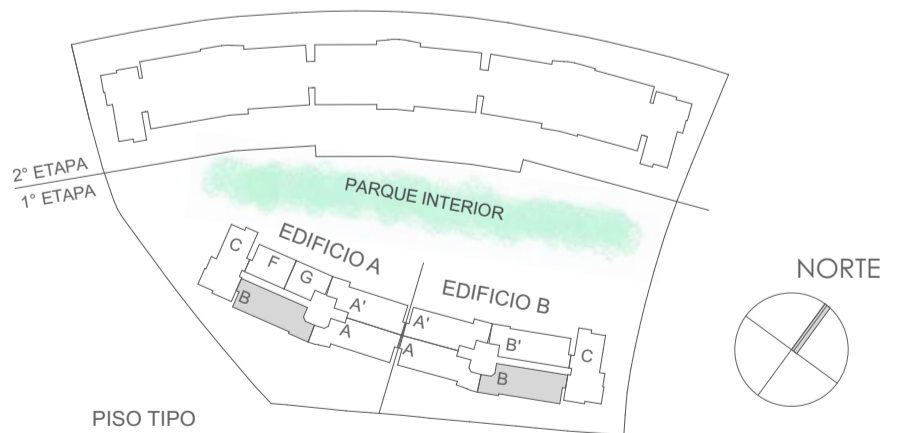 2° ETAPA
1° ETAPA
PARQUE INTERIOR
NORTE
EDIFICIO A
EDIFICIO B
C
F
G
B
A'
A
A'
A
B'
B
C
PISO TIPO